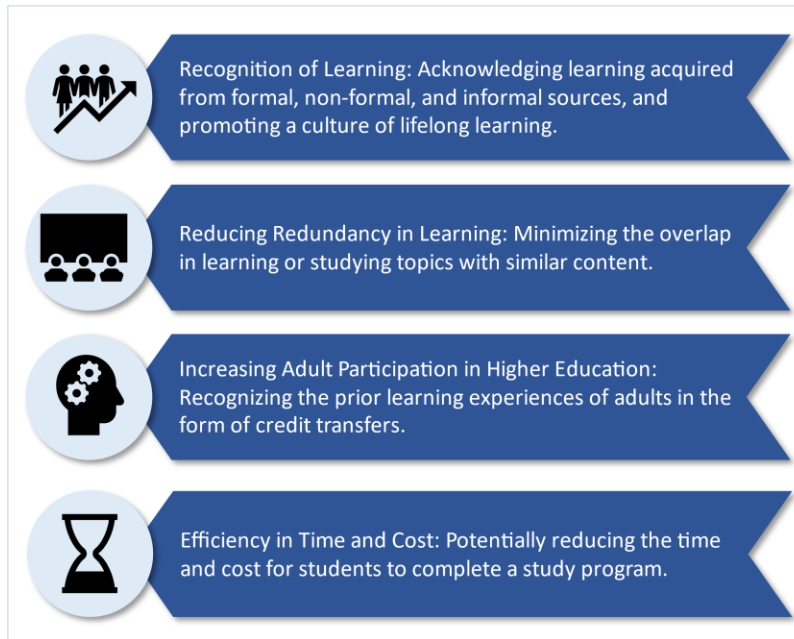 Recognition of Learning: Acknowledging learning acquired
from formal, non-formal, and informal sources, and
promoting a culture of lifelong learning.
Reducing Redundancy in Learning: Minimizing the overlap
in learning or studying topics with similar content.
Increasing Adult Participation in Higher Education:
Recognizing the prior learning experiences of adults in the
form of credit transfers.
Efficiency in Time and Cost: Potentially reducing the time
and cost for students to complete a study program.